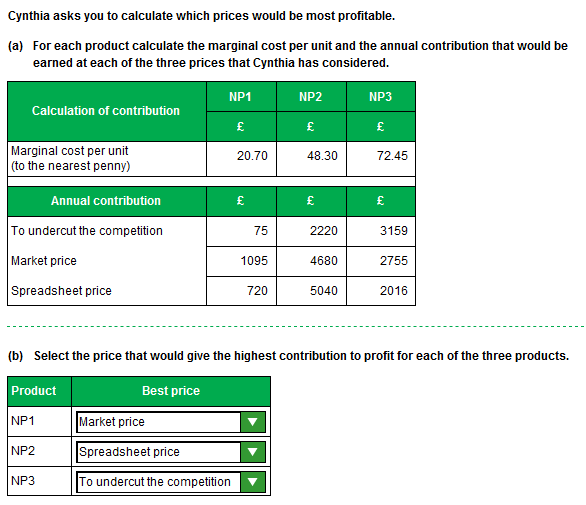 Cynthia asks you to calculate which prices would be most profitable.
(a) For each product calculate the marginal cost per unit and the annual contribution that would be
earned at each of the three prices that Cynthia has considered.
Calculation of contribution NP1 NP2 NP3
£ £ £
Marginal cost per unit
(to the nearest penny) 20.70 48.30 72.45
Annual contribution £ £ £
To undercut the competition 75 2220 3159
Market price 1095 4680 2755
Spreadsheet price 720 5040 2016
(b) Select the price that would give the highest contribution to profit for each of the three products.
Product Best price
NP1 Market price
NP2 Spreadsheet price
NP3 To undercut the competition